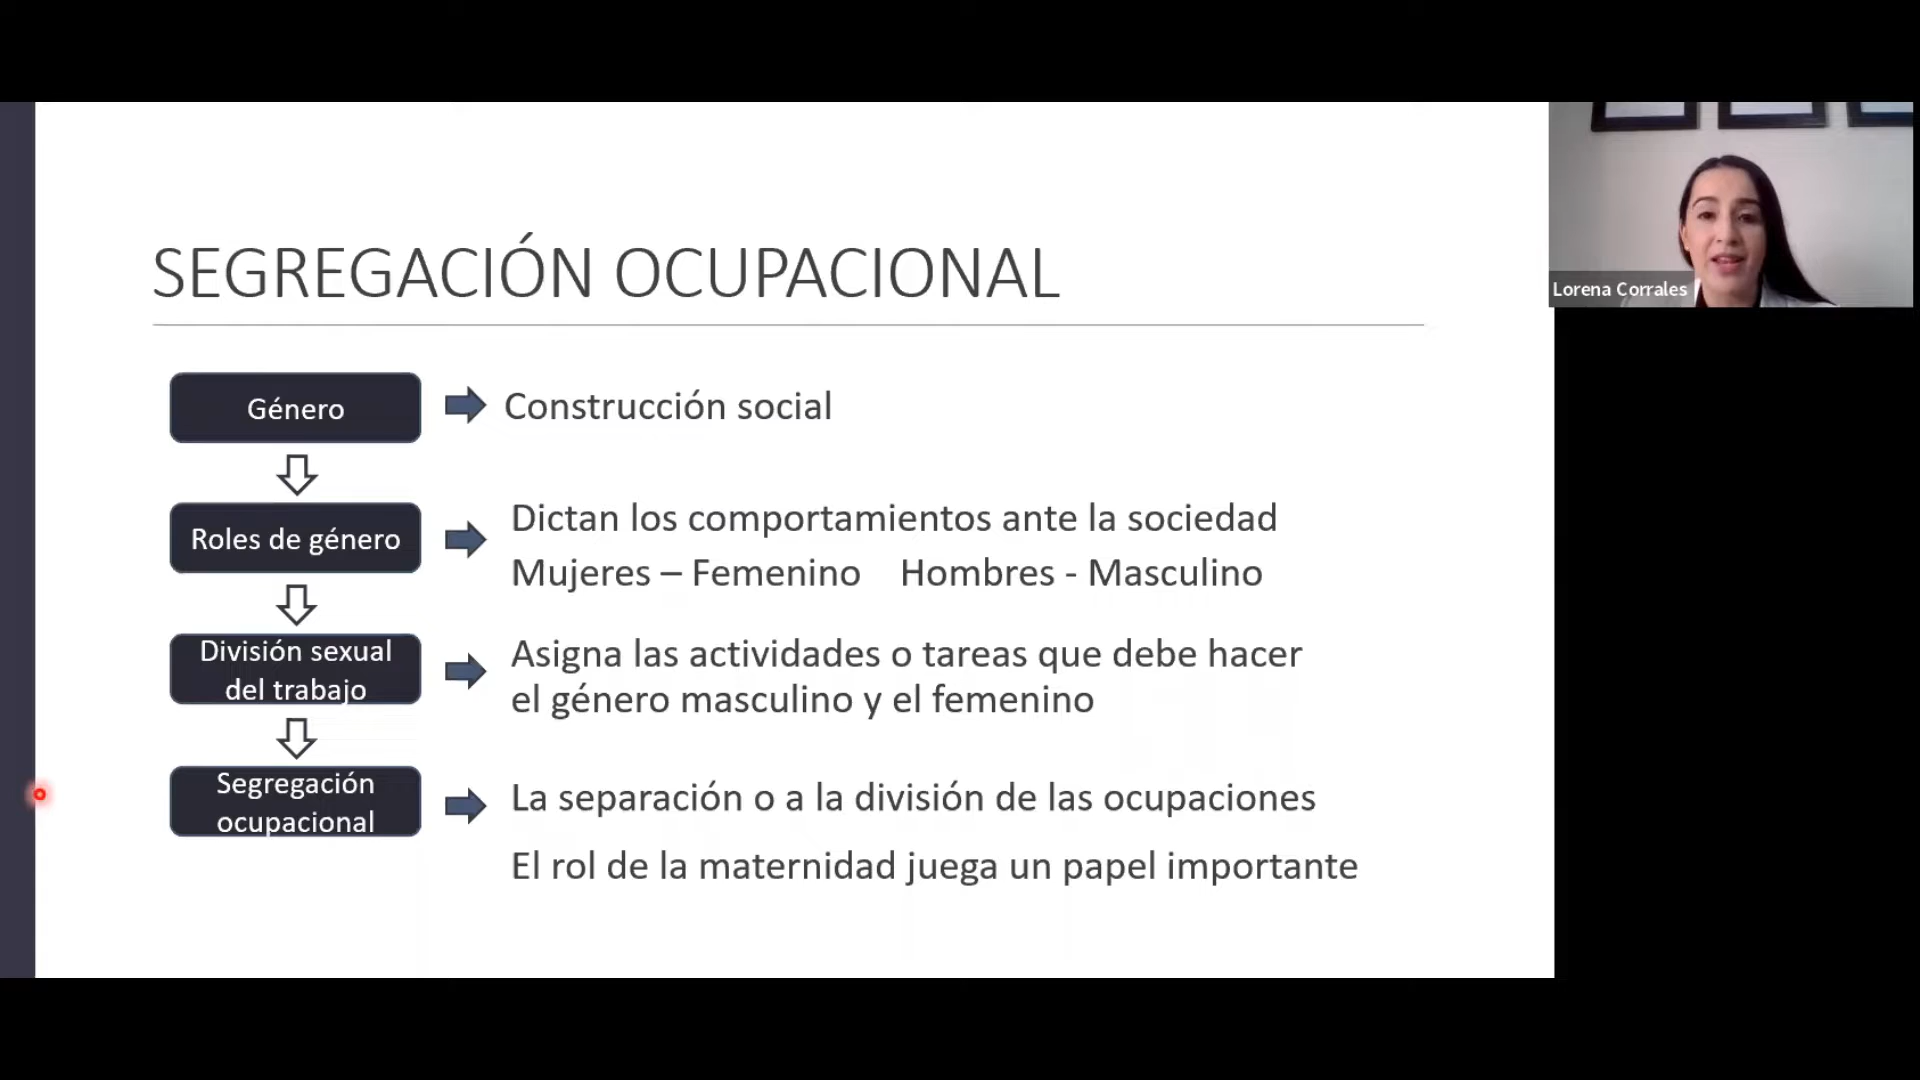 SEGREGACIÓN OCUPACIONAL
Género
Construcción social
Roles de género
Dictan los comportamientos ante la sociedad
Mujeres – Femenino Hombres - Masculino
División sexual
del trabajo
Asigna las actividades o tareas que debe hacer
el género masculino y el femenino
Segregación
ocupacional
La separación o a la división de las ocupaciones
El rol de la maternidad juega un papel importante
Lorena Corrales